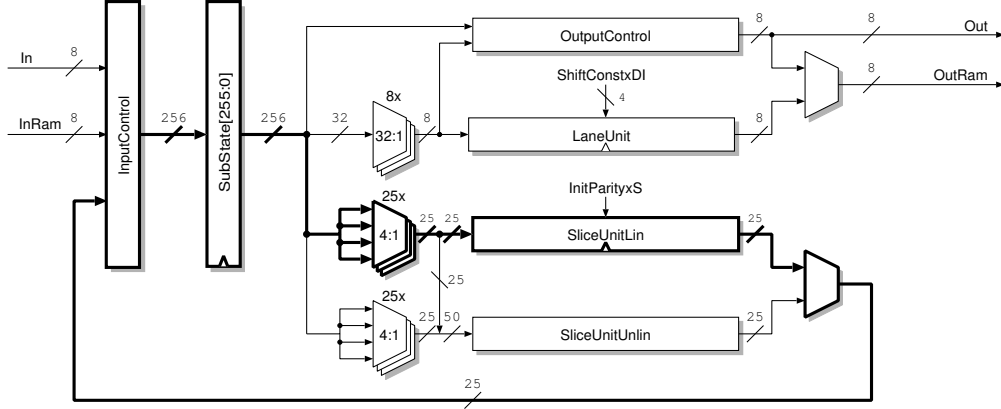 8
OutputControl
8
8
Out
In
8
InputControl
256
SubState[255:0]
256
ShiftConstxDI
4
8
OutRam
InRam
8
8x
32
32:1
8
LaneUnit
8
25x
4:1
25
25
InitParityxS
SliceUnitLin
25
25
25x
4:1
25
50
SliceUnitUnlin
25
25